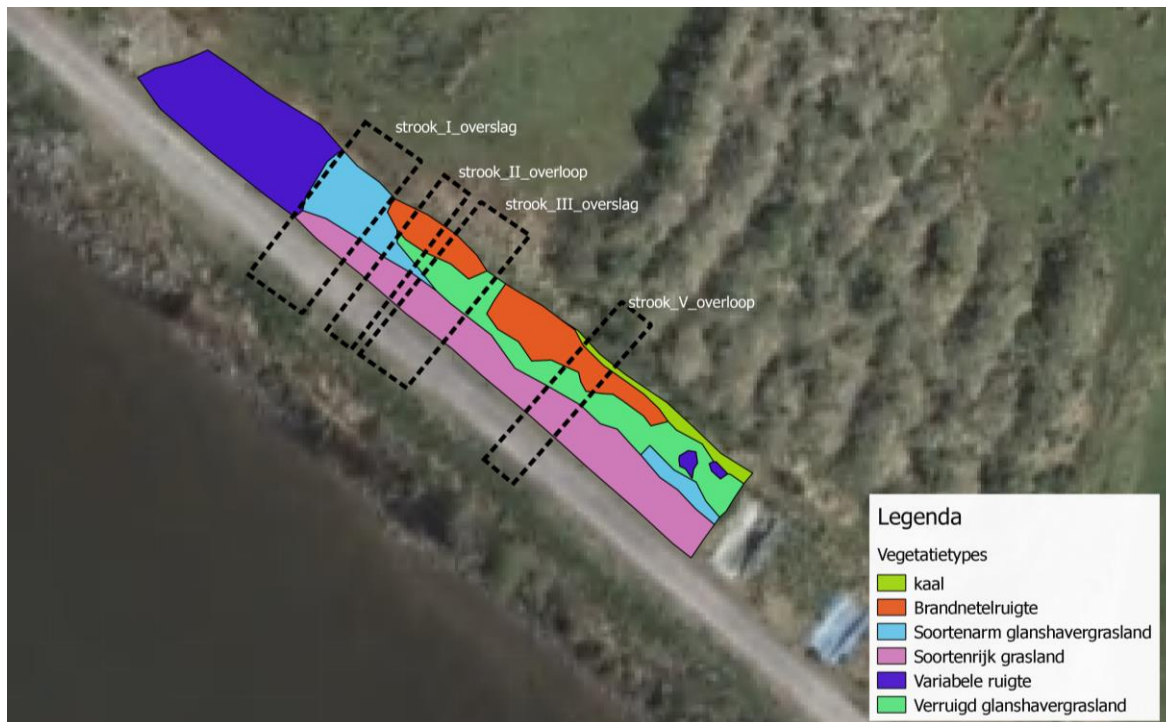 strook_I_overslag
strook_II_overloop
strook_III_overslag
strook_V_overloop
Legenda
Vegetatietypes
kaal
Brandnetelruigte
Soortenarm glanshavergrasland
Soortenrijk grasland
Variabele ruigte
Verruigd glanshavergrasland